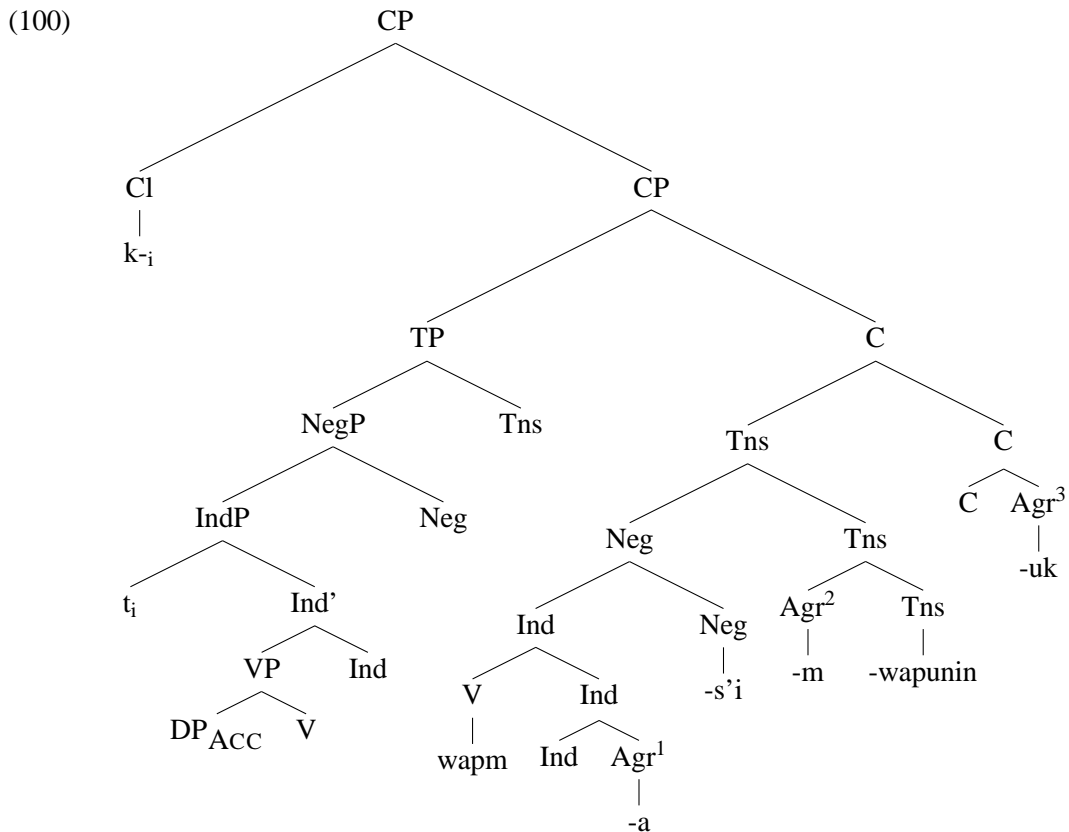 (100) CP
Cl CP
k-i
TP C
NegP Tns Tns C
IndP Neg Neg Tns C Agr³
-uk
ti Ind’ Ind Neg Agr² Tns
VP Ind V Ind -s’i -m -wapunin
DPACC V wapm Ind Agr¹
-a